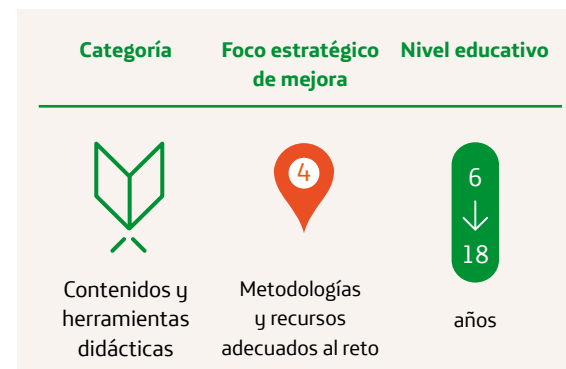 Categoría
Foco estratégico
de mejora
Nivel educativo
4
6
18
Contenidos y
herramientas
didácticas
Metodologías
y recursos
adecuados al reto
años